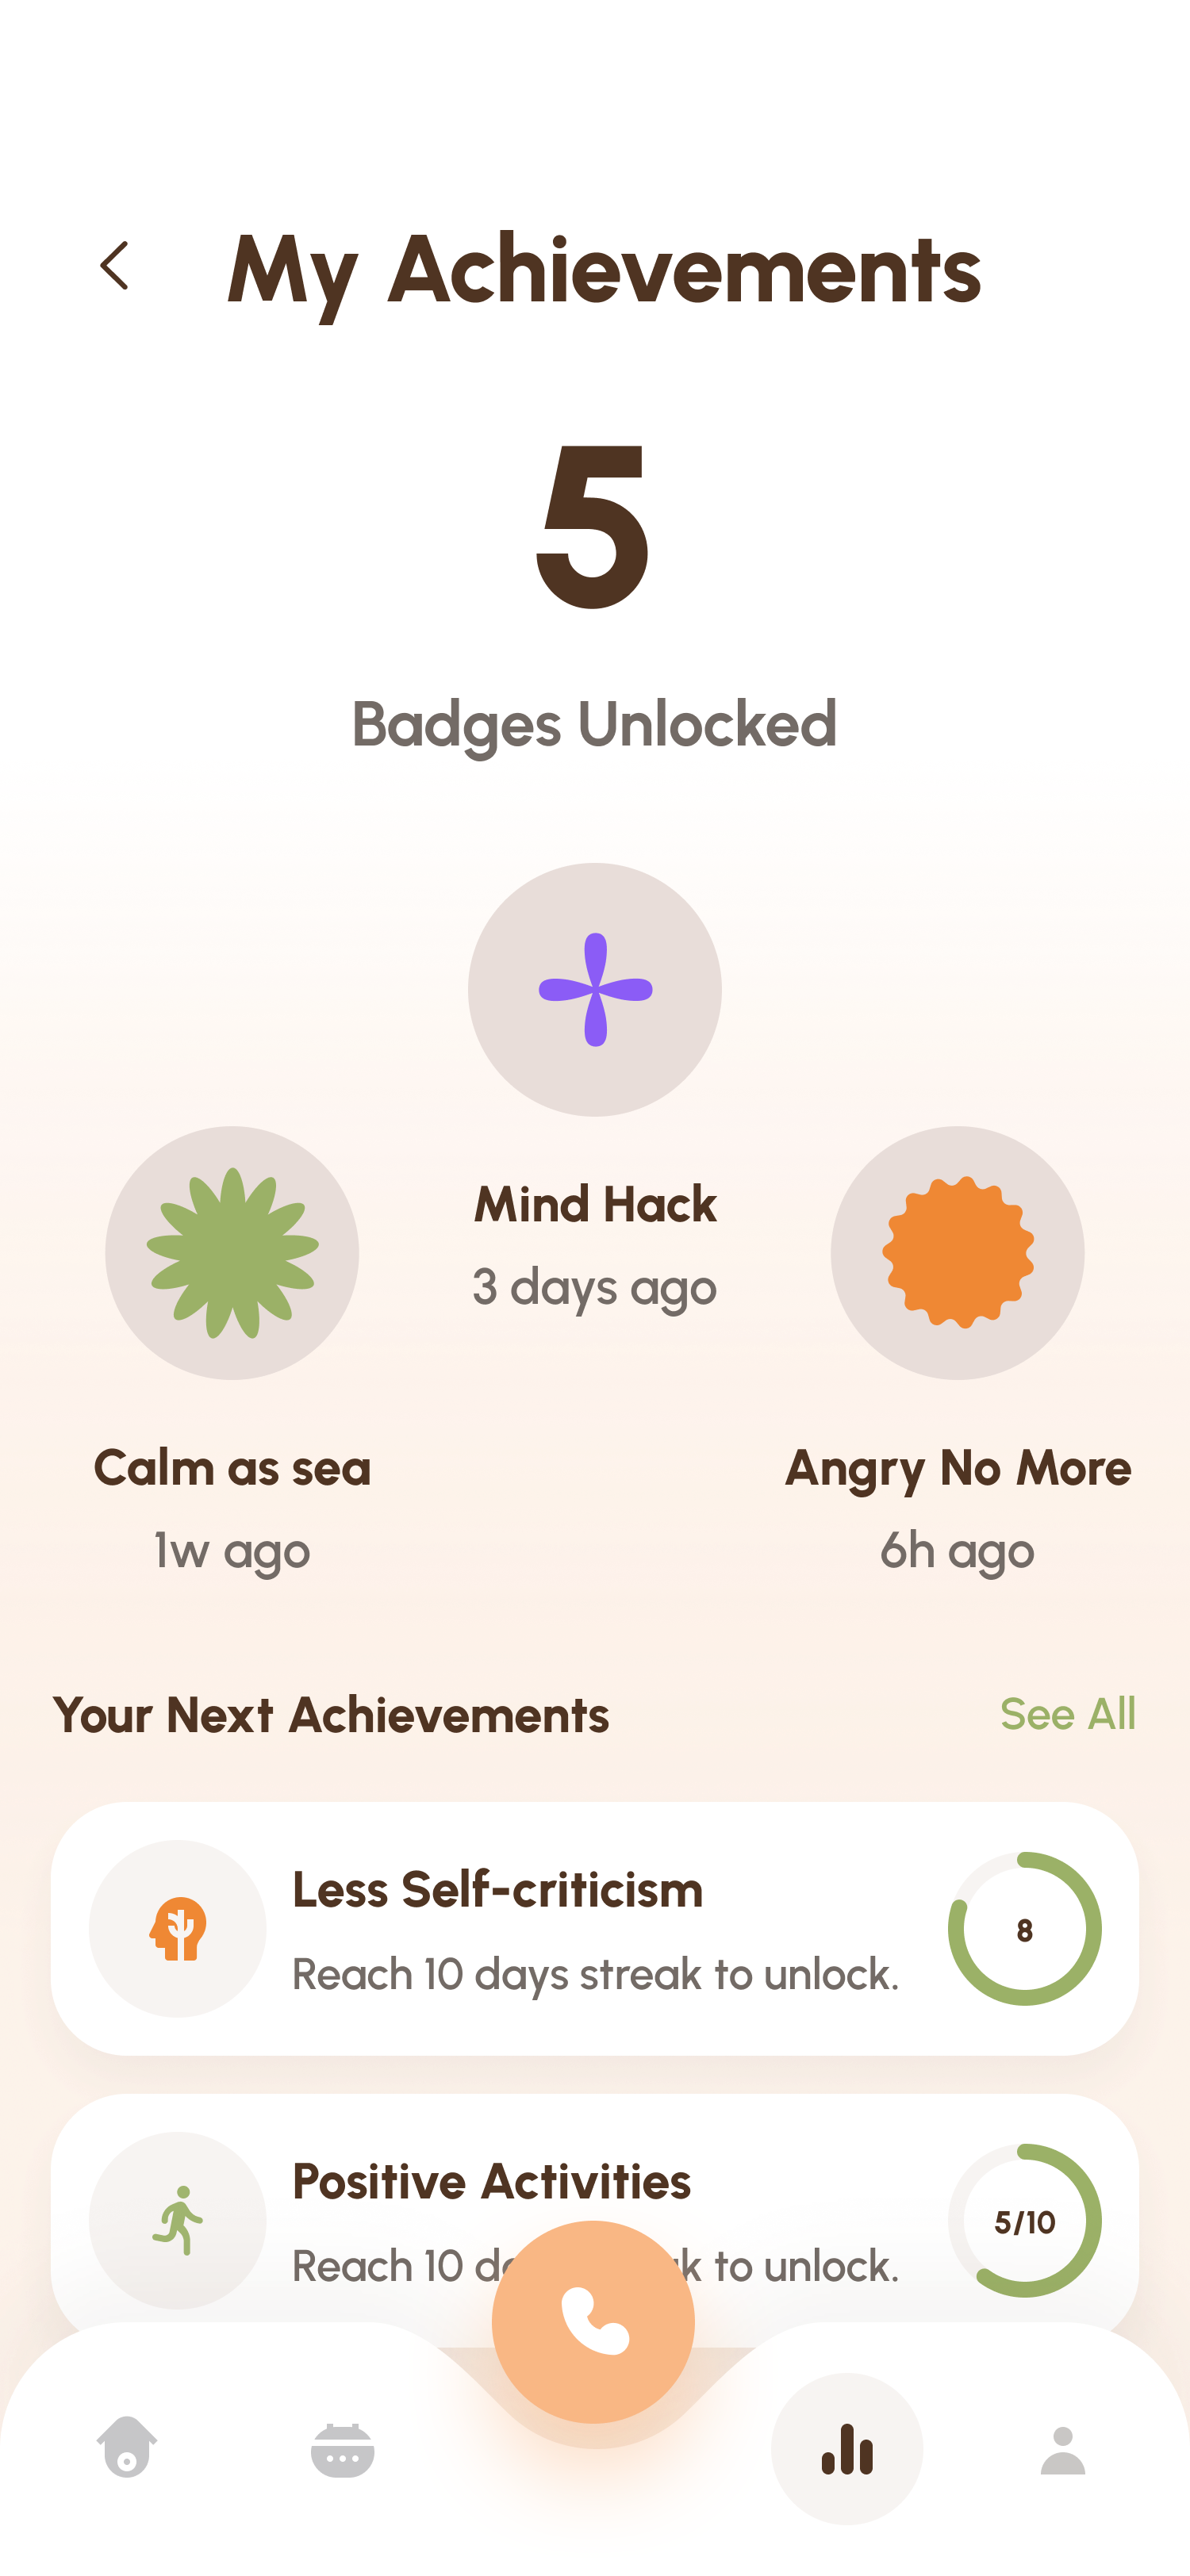 My Achievements
5
Badges Unlocked
Mind Hack
3 days ago
Calm as sea
1w ago
Angry No More
6h ago
Your Next Achievements
See All
Less Self-criticism
Reach 10 days streak to unlock.
8
Positive Activities
Reach 10 to unlock.
5/10